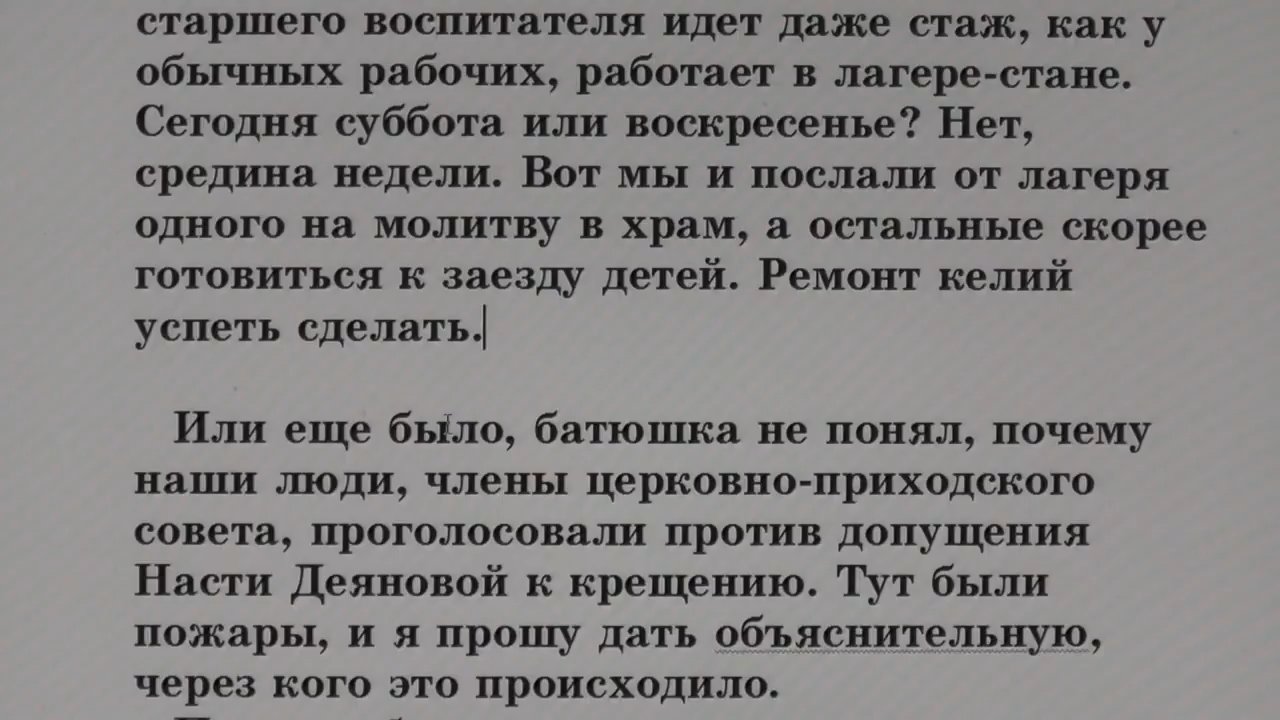 старшего воспитателя идет даже стаж, как у
обычных рабочих, работает в лагере-стане.
Сегодня суббота или воскресенье? Нет,
средина недели. Вот мы и послали от лагеря
одного на молитву в храм, а остальные скорее
готовиться к заезду детей. Ремонт келий
успеть сделать.
Или еще было, батюшка не понял, почему
наши люди, члены церковно-приходского
совета, проголосовали против допущения
Насти Деяновой к крещению. Тут были
пожары, и я прошу дать объяснительную,
через кого это происходило.